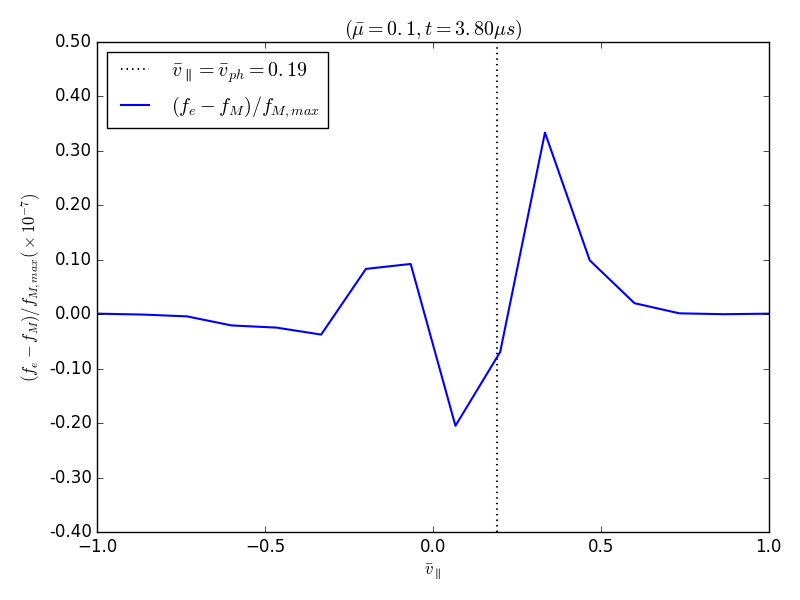 (μ̄ = 0.1, t = 3.80μs)
v̄∥ = v̄ph = 0.19
(fe − fM)/fM,max
0.50
0.40
0.30
0.20
0.10
0.00
-0.10
-0.20
-0.30
-0.40
(fe − fM)/fM,max(×10⁻⁷)
−1.0 −0.5 0.0 0.5 1.0
v̄∥